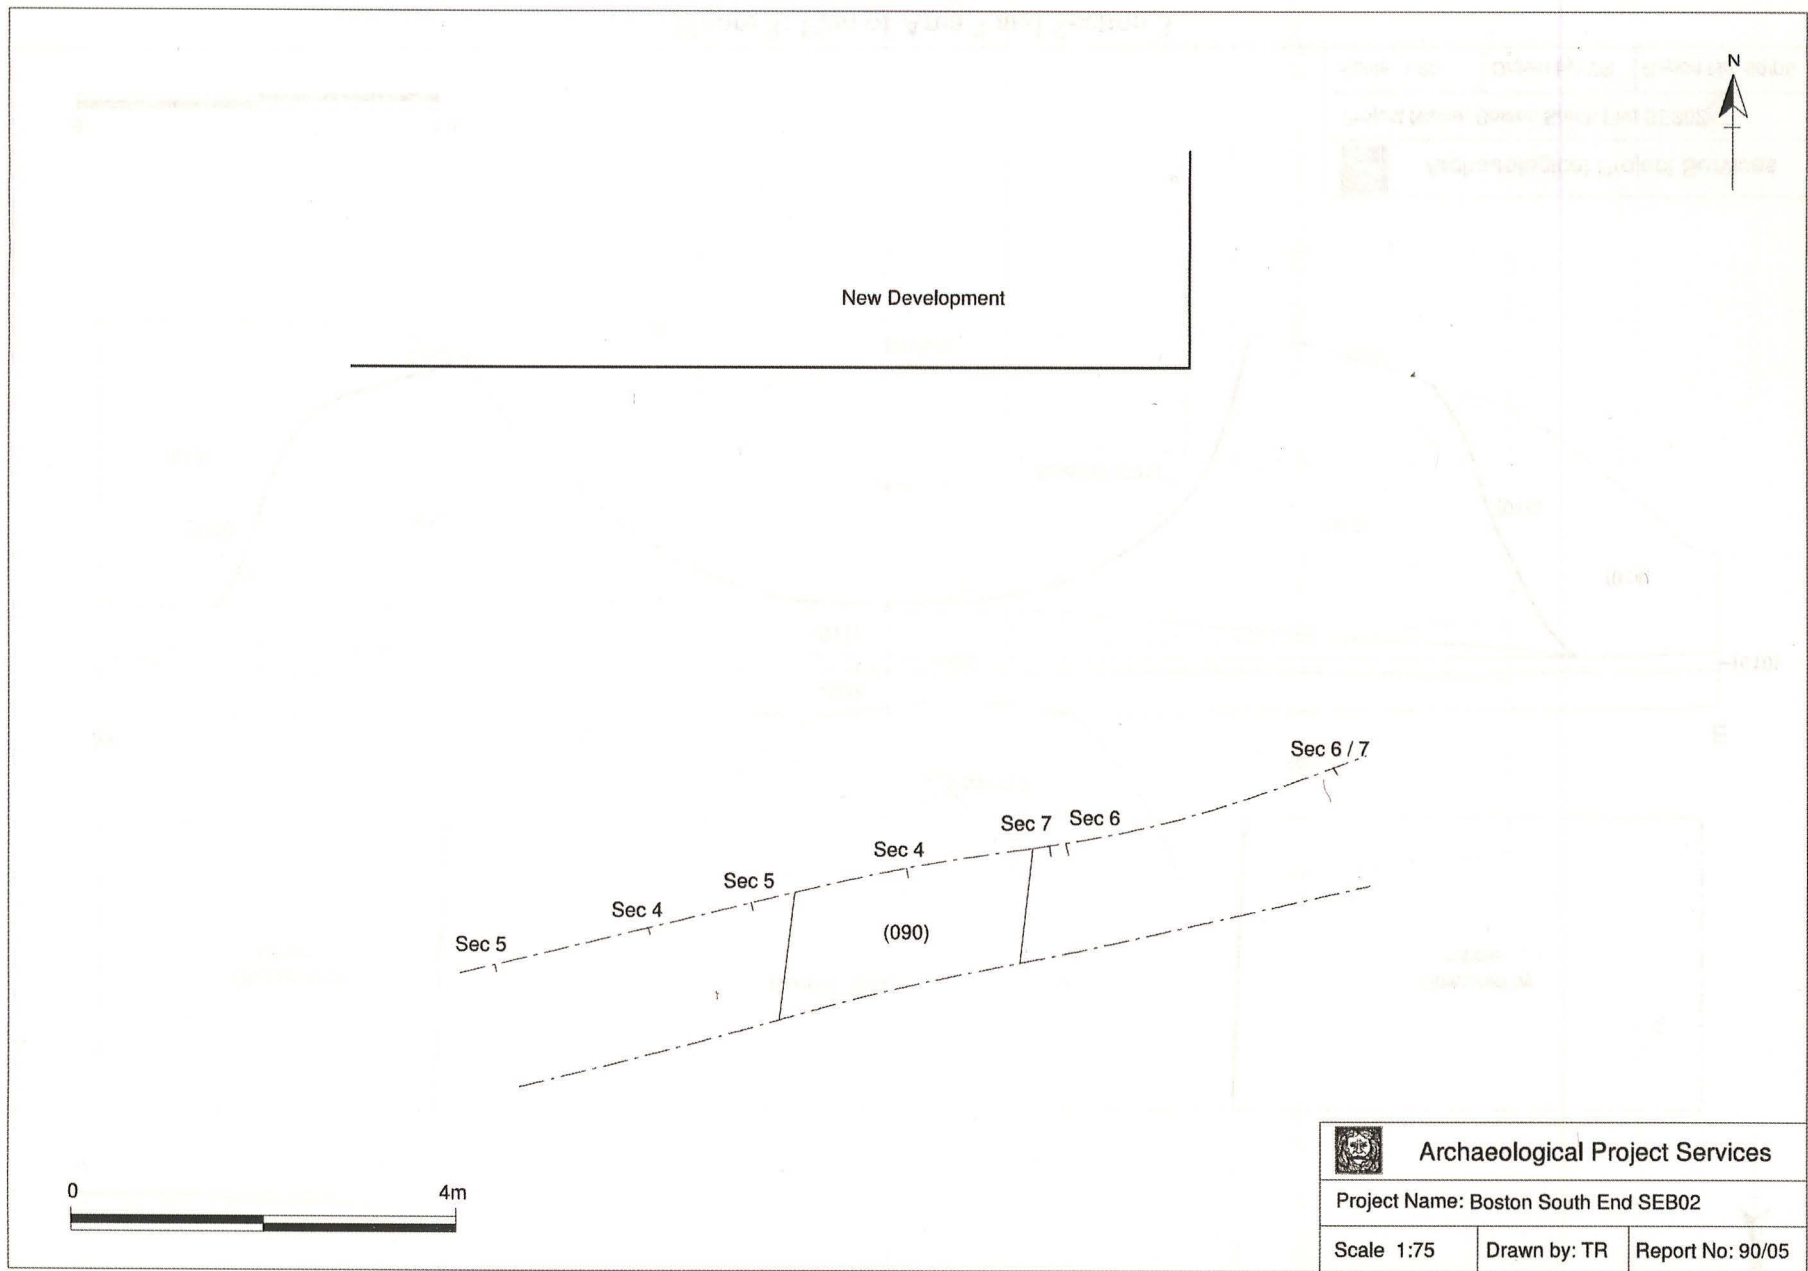 N
New Development
Sec 6 / 7
Sec 7 Sec 6
Sec 4
Sec 5
Sec 4
(090)
Sec 5
0 4m
Archaeological Project Services
Project Name: Boston South End SEB02
Scale 1:75 Drawn by: TR Report No: 90/05